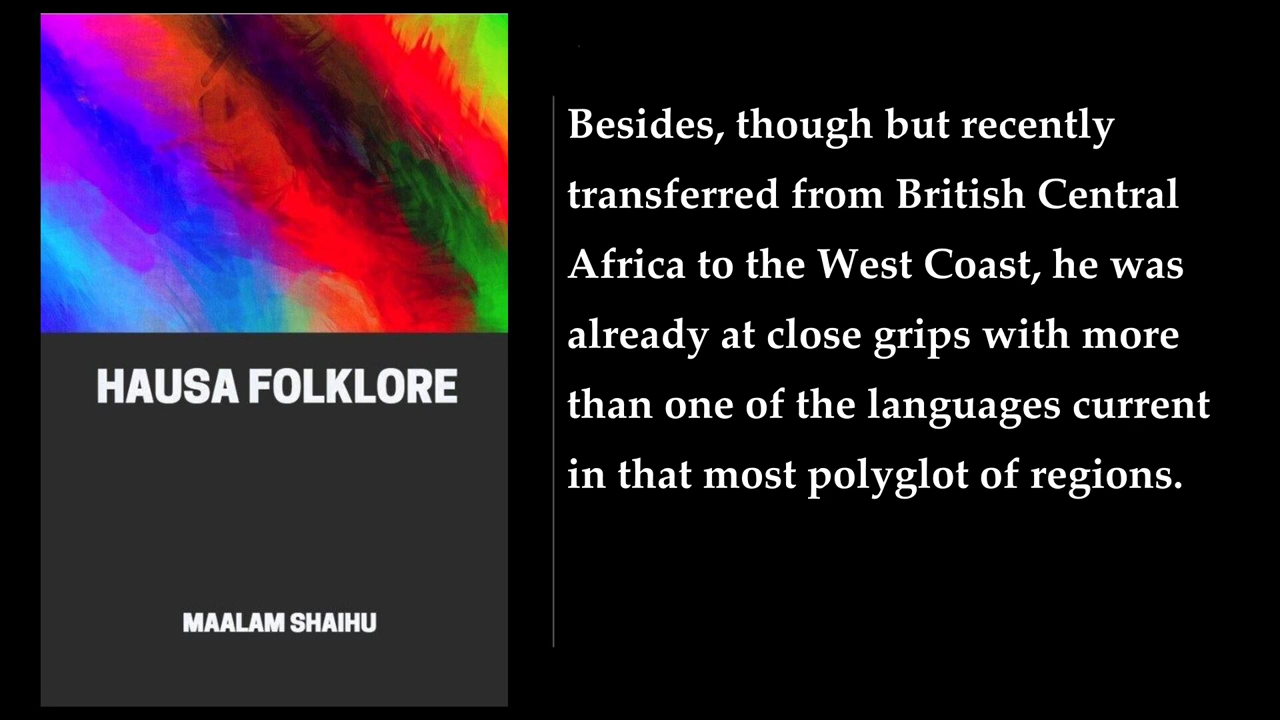 HAUSA FOLKLORE
MAALAM SHAIHU
Besides, though but recently
transferred from British Central
Africa to the West Coast, he was
already at close grips with more
than one of the languages current
in that most polyglot of regions.